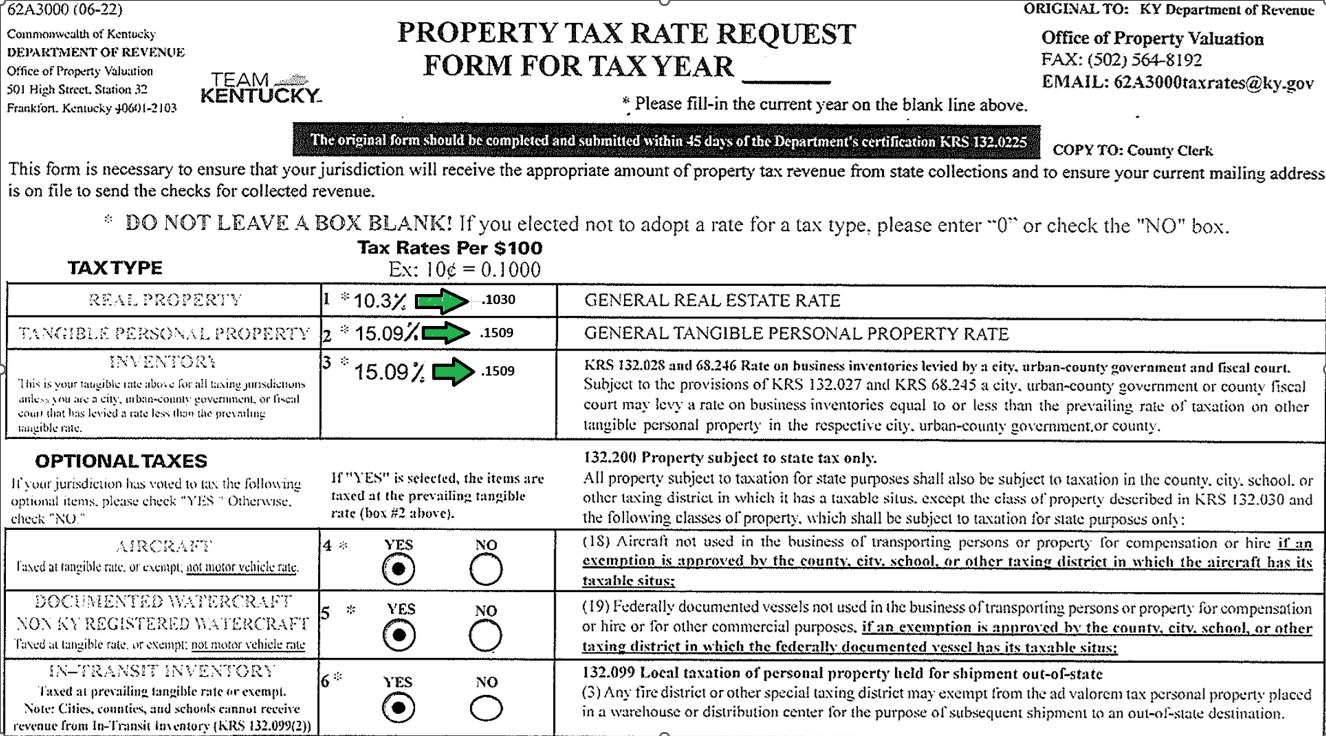 62A3000 (06-22)
Commonwealth of Kentucky
DEPARTMENT OF REVENUE
Office of Property Valuation
501 High Street, Station 32
Frankfort, Kentucky 40601-2103
TEAM
KENTUCKY
PROPERTY TAX RATE REQUEST
FORM FOR TAX YEAR ______
* Please fill-in the current year on the blank line above.
ORIGINAL TO: KY Department of Revenue
Office of Property Valuation
FAX: (502) 564-8192
EMAIL: 62A3000taxrates@ky.gov
The original form should be completed and submitted within 45 days of the Department's certification KRS 132.0225
COPY TO: County Clerk
This form is necessary to ensure that your jurisdiction will receive the appropriate amount of property tax revenue from state collections and to ensure your current mailing address
is on file to send the checks for collected revenue.
* DO NOT LEAVE A BOX BLANK! If you elected not to adopt a rate for a tax type, please enter "0" or check the "NO" box.
Tax Rates Per $100
TAX TYPE
Ex: 10¢ = 0.1000
REAL PROPERTY
1 * 10.3% .1030
GENERAL REAL ESTATE RATE
TANGIBLE PERSONAL PROPERTY
2 * 15.09% .1509
GENERAL TANGIBLE PERSONAL PROPERTY RATE
INVENTORY
This is your tangible rate above for all taxing jurisdictions
unless you are a city, urban-county government, or fiscal
court that has levied a rate less than the prevailing
tangible rate.
3 * 15.09% .1509
KRS 132.028 and 68.246 Rate on business inventories levied by a city, urban-county government and fiscal court.
Subject to the provisions of KRS 132.027 and KRS 68.245 a city, urban-county government or county fiscal
court may levy a rate on business inventories equal to or less than the prevailing rate of taxation on other
tangible personal property in the respective city, urban-county government,or county.
OPTIONAL TAXES
If your jurisdiction has voted to tax the following
optional items, please check "YES." Otherwise,
check "NO."
If "YES" is selected, the items are
taxed at the prevailing tangible
rate (box #2 above).
132.200 Property subject to state tax only.
All property subject to taxation for state purposes shall also be subject to taxation in the county, city, school, or
other taxing district in which it has a taxable situs, except the class of property described in KRS 132.030 and
the following classes of property, which shall be subject to taxation for state purposes only:
AIRCRAFT
Taxed at tangible rate, or exempt; not motor vehicle rate.
4 * YES NO
(18) Aircraft not used in the business of transporting persons or property for compensation or hire if an
exemption is approved by the county, city, school, or other taxing district in which the aircraft has its
taxable situs;
DOCUMENTED WATERCRAFT
NON KY REGISTERED WATERCRAFT
Taxed at tangible rate, or exempt; not motor vehicle rate
5 * YES NO
(19) Federally documented vessels not used in the business of transporting persons or property for compensation
or hire or for other commercial purposes, if an exemption is approved by the county, city, school, or other
taxing district in which the federally documented vessel has its taxable situs;
IN-TRANSIT INVENTORY
Taxed at prevailing tangible rate or exempt.
Note: Cities, counties, and schools cannot receive
revenue from In-Transit Inventory (KRS 132.099(2))
6 * YES NO
132.099 Local taxation of personal property held for shipment out-of-state
(3) Any fire district or other special taxing district may exempt from the ad valorem tax personal property placed
in a warehouse or distribution center for the purpose of subsequent shipment to an out-of-state destination.